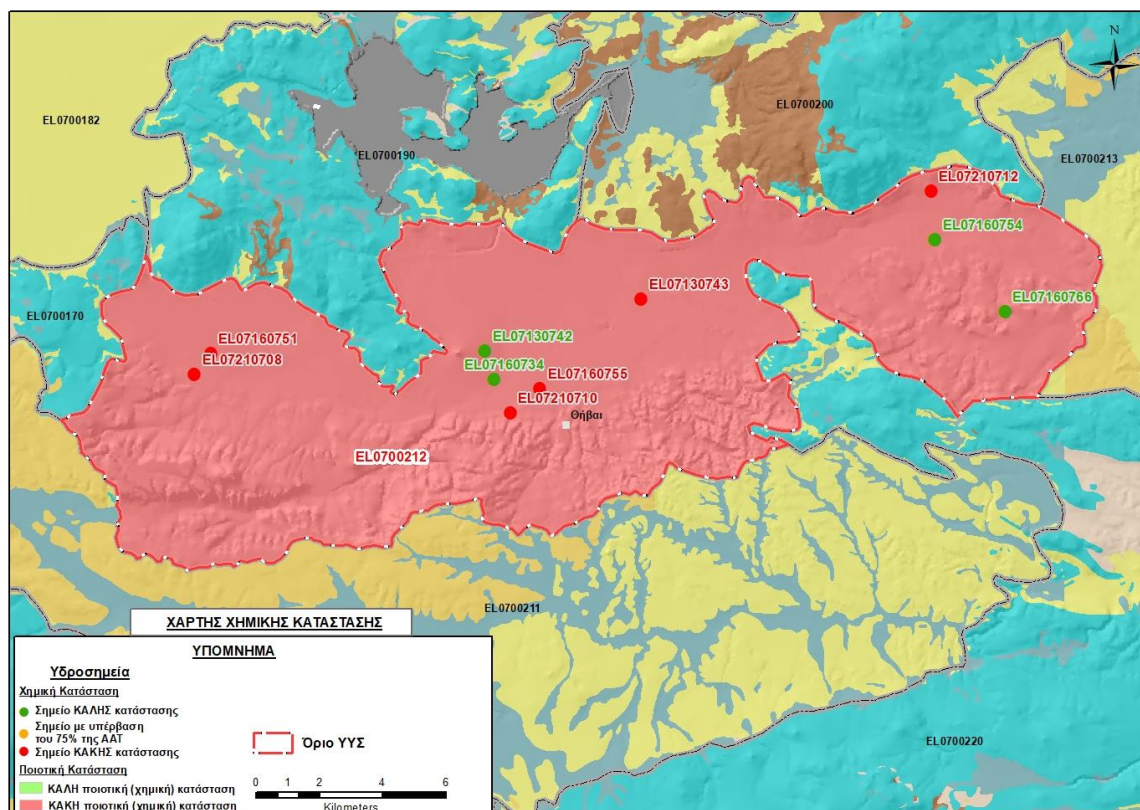 N
EL0700182
EL0700190
EL0700200
EL0700213
EL07210712
EL07160754
EL07130743
EL07160766
EL0700170
EL07160751
EL07210708
EL07130742
EL07160734
EL07160755
EL07210710
Θήβαι
EL0700212
EL0700211
EL0700220
ΧΑΡΤΗΣ ΧΗΜΙΚΗΣ ΚΑΤΑΣΤΑΣΗΣ
ΥΠΟΜΝΗΜΑ
Υδροσημεία
Χημική Κατάσταση
Σημείο ΚΑΛΗΣ κατάστασης
Σημείο με υπέρβαση
του 75% της ΑΑΤ
Σημείο ΚΑΚΗΣ κατάστασης
Όριο ΥΥΣ
Ποιοτική Κατάσταση
ΚΑΛΗ ποιοτική (χημική) κατάσταση
ΚΑΚΗ ποιοτική (χημική) κατάσταση
0 1 2 4 6
Kilometers